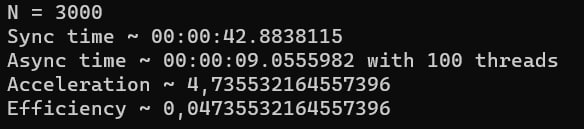 N = 3000
Sync time ~ 00:00:42.8838115
Async time ~ 00:00:09.0555982 with 100 threads
Acceleration ~ 4,735532164557396
Efficiency ~ 0,04735532164557396